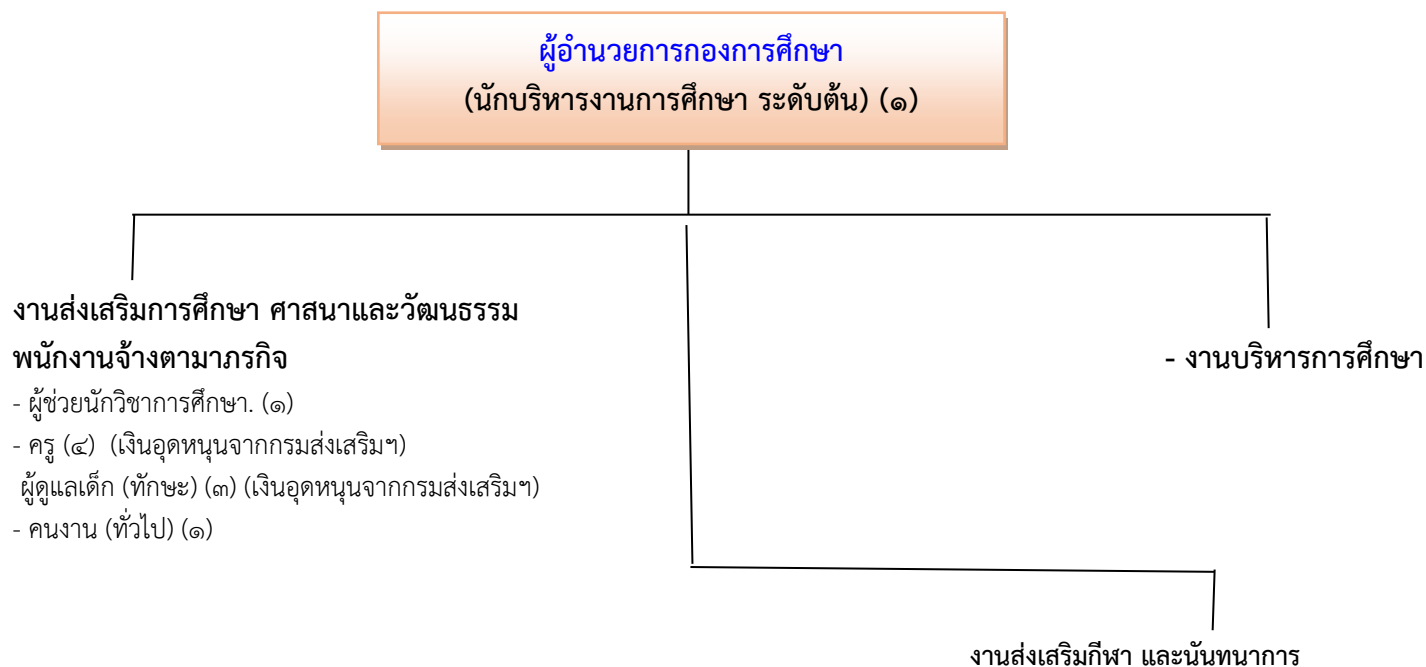 ผู้อำนวยการกองการศึกษา
(นักบริหารงานการศึกษา ระดับต้น) (๑)
งานส่งเสริมการศึกษา ศาสนาและวัฒนธรรม
พนักงานจ้างตามาภรกิจ
- ผู้ช่วยนักวิชาการศึกษา. (๑)
- ครู (๔) (เงินอุดหนุนจากกรมส่งเสริมฯ)
ผู้ดูแลเด็ก (ทักษะ) (๓) (เงินอุดหนุนจากกรมส่งเสริมฯ)
- คนงาน (ทั่วไป) (๑)
- งานบริหารการศึกษา
งานส่งเสริมกีฬา และนันทนาการ